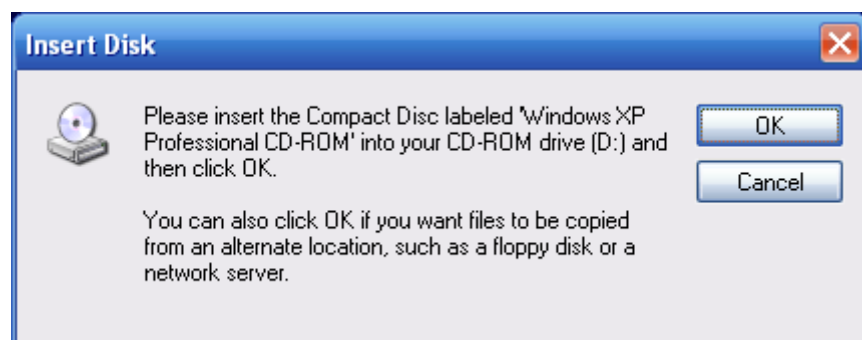 Insert Disk
Please insert the Compact Disc labeled 'Windows XP
Professional CD-ROM' into your CD-ROM drive (D:) and
then click OK.
You can also click OK if you want files to be copied
from an alternate location, such as a floppy disk or a
network server.
OK
Cancel